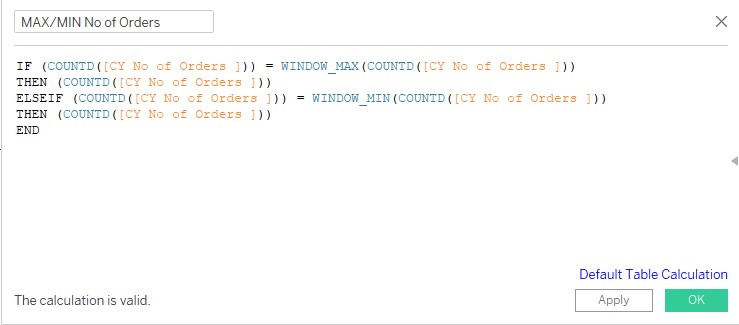 MAX/MIN No of Orders
IF (COUNTD([CY No of Orders ])) = WINDOW_MAX(COUNTD([CY No of Orders ]))
THEN (COUNTD([CY No of Orders ]))
ELSEIF (COUNTD([CY No of Orders ])) = WINDOW_MIN(COUNTD([CY No of Orders ]))
THEN (COUNTD([CY No of Orders ]))
END
Default Table Calculation
The calculation is valid.
Apply
OK